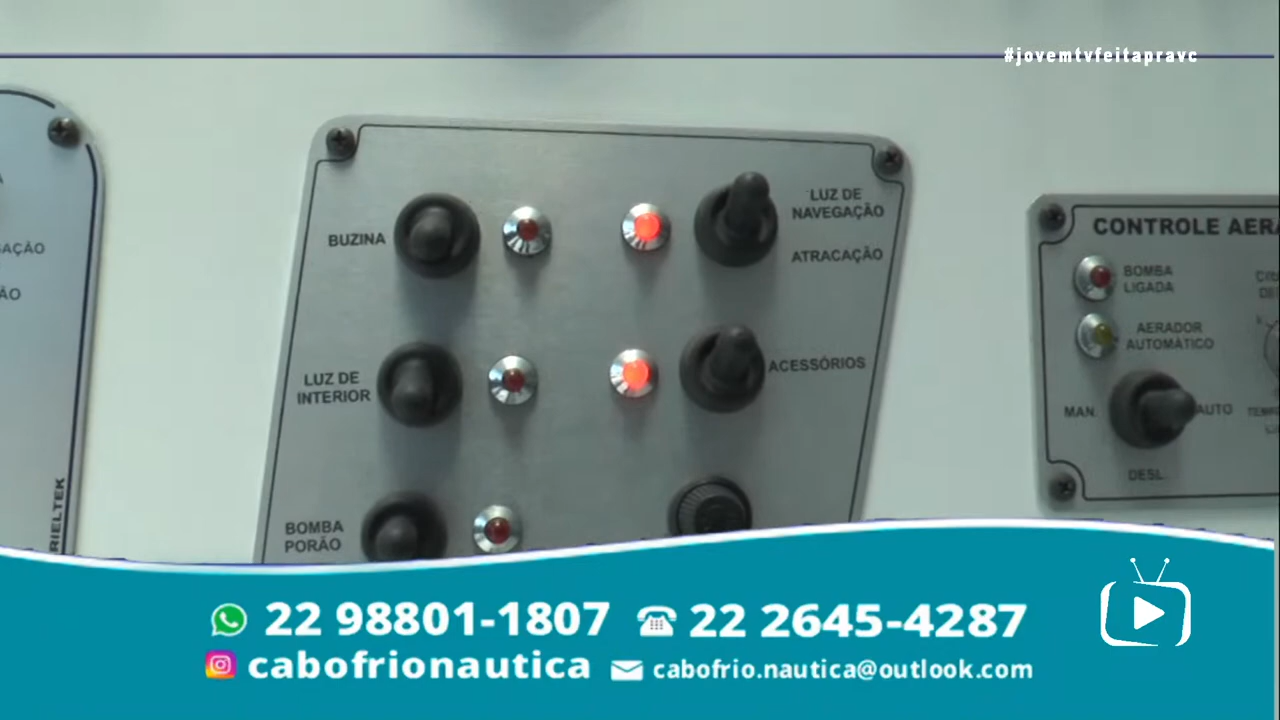 #jovemtvfeitapravc
BUZINA
LUZ DE
NAVEGAÇÃO
ATRACAÇÃO
LUZ DE
INTERIOR
ACESSÓRIOS
BOMBA
PORÃO
CONTROLE
BOMBA
LIGADA
AERADOR
AUTOMÁTICO
MAN.
AUTO
DESL.
22 98801-1807
22 2645-4287
cabofrionautica
cabofrio.nautica@outlook.com